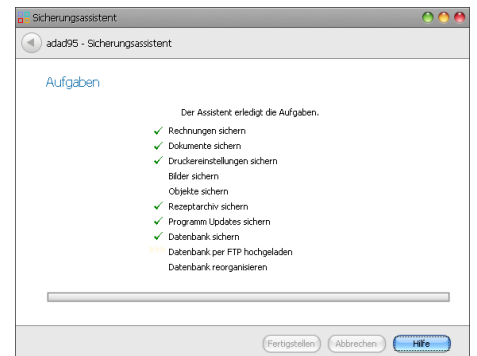 Sicherungsassistent
adad95 - Sicherungsassistent
Aufgaben
Der Assistent erledigt die Aufgaben.
Rechnungen sichern
Dokumente sichern
Druckereinstellungen sichern
Bilder sichern
Objekte sichern
Rezeptarchiv sichern
Programm Updates sichern
Datenbank sichern
Datenbank per FTP hochgeladen
Datenbank reorganisieren
Fertigstellen Abbrechen Hilfe